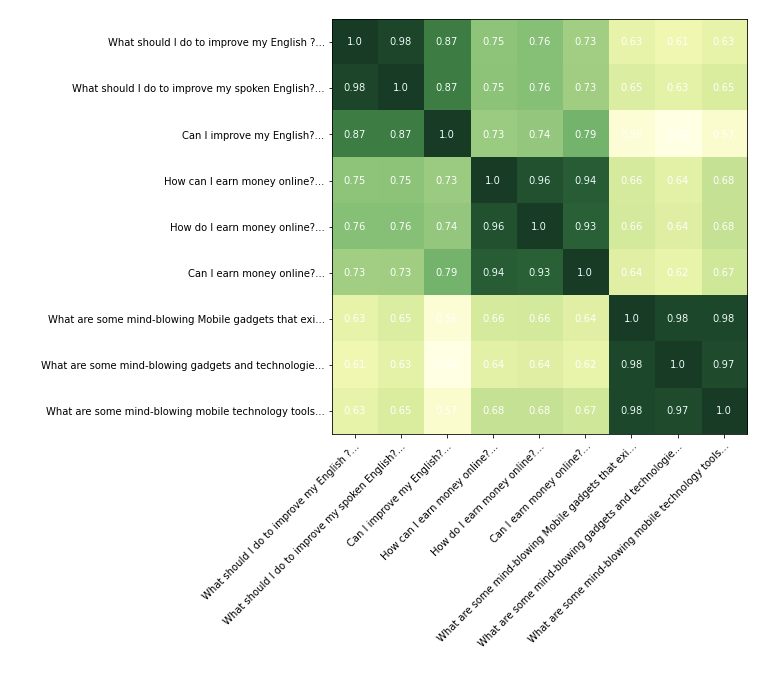 What should I do to improve my English ?... 1.0 0.98 0.87 0.75 0.76 0.73 0.63 0.61 0.63
What should I do to improve my spoken English?... 0.98 1.0 0.87 0.75 0.76 0.73 0.65 0.63 0.65
Can I improve my English?... 0.87 0.87 1.0 0.73 0.74 0.79
How can I earn money online?... 0.75 0.75 0.73 1.0 0.96 0.94 0.66 0.64 0.68
How do I earn money online?... 0.76 0.76 0.74 0.96 1.0 0.93 0.66 0.64 0.68
Can I earn money online?... 0.73 0.73 0.79 0.94 0.93 1.0 0.64 0.62 0.67
What are some mind-blowing Mobile gadgets that exi... 0.63 0.65 0.66 0.66 0.64 1.0 0.98 0.98
What are some mind-blowing gadgets and technologie... 0.61 0.63 0.64 0.64 0.62 0.98 1.0 0.97
What are some mind-blowing mobile technology tools... 0.63 0.65 0.68 0.68 0.67 0.98 0.97 1.0
What should I do to improve my English ?...
What should I do to improve my spoken English?...
Can I improve my English?...
How can I earn money online?...
How do I earn money online?...
Can I earn money online?...
What are some mind-blowing Mobile gadgets that exi...
What are some mind-blowing gadgets and technologie...
What are some mind-blowing mobile technology tools...